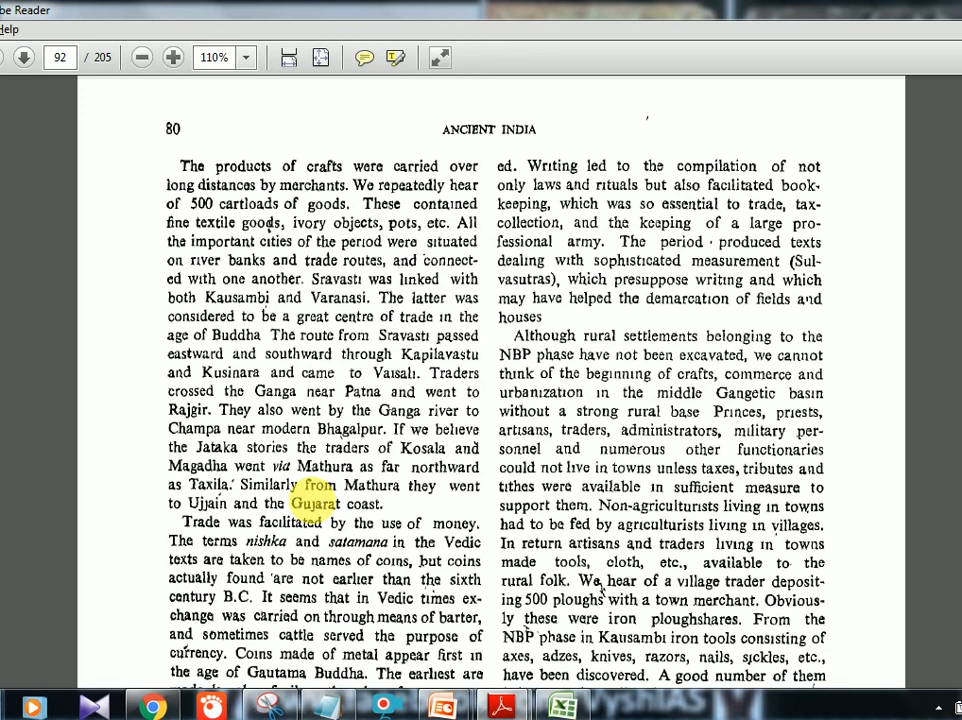 be Reader
Help
92 / 205
110%
80
ANCIENT INDIA
The products of crafts were carried over
long distances by merchants. We repeatedly hear
of 500 cartloads of goods. These contained
fine textile goods, ivory objects, pots, etc. All
the important cities of the period were situated
on river banks and trade routes, and connect-
ed with one another. Sravasti was linked with
both Kausambi and Varanasi. The latter was
considered to be a great centre of trade in the
age of Buddha The route from Sravasti passed
eastward and southward through Kapilavastu
and Kusinara and came to Vaisali. Traders
crossed the Ganga near Patna and went to
Rajgir. They also went by the Ganga river to
Champa near modern Bhagalpur. If we believe
the Jataka stories the traders of Kosala and
Magadha went via Mathura as far northward
as Taxila. Similarly from Mathura they went
to Ujjain and the Gujarat coast.
Trade was facilitated by the use of money.
The terms nishka and satamana in the Vedic
texts are taken to be names of coins, but coins
actually found are not earlier than the sixth
century B.C. It seems that in Vedic times ex-
change was carried on through means of barter,
and sometimes cattle served the purpose of
currency. Coins made of metal appear first in
the age of Gautama Buddha. The earliest are
ed. Writing led to the compilation of not
only laws and rituals but also facilitated book-
keeping, which was so essential to trade, tax-
collection, and the keeping of a large pro-
fessional army. The period produced texts
dealing with sophisticated measurement (Sul-
vasutras), which presuppose writing and which
may have helped the demarcation of fields and
houses
Although rural settlements belonging to the
NBP phase have not been excavated, we cannot
think of the beginning of crafts, commerce and
urbanization in the middle Gangetic basin
without a strong rural base Princes, priests,
artisans, traders, administrators, military per-
sonnel and numerous other functionaries
could not live in towns unless taxes, tributes and
tithes were available in sufficient measure to
support them. Non-agriculturists living in towns
had to be fed by agriculturists living in villages.
In return artisans and traders living in towns
made tools, cloth, etc., available to the
rural folk. We hear of a village trader deposit-
ing 500 ploughs with a town merchant. Obvious-
ly these were iron ploughshares. From the
NBP phase in Kausambi iron tools consisting of
axes, adzes, knives, razors, nails, sickles, etc.,
have been discovered. A good number of them